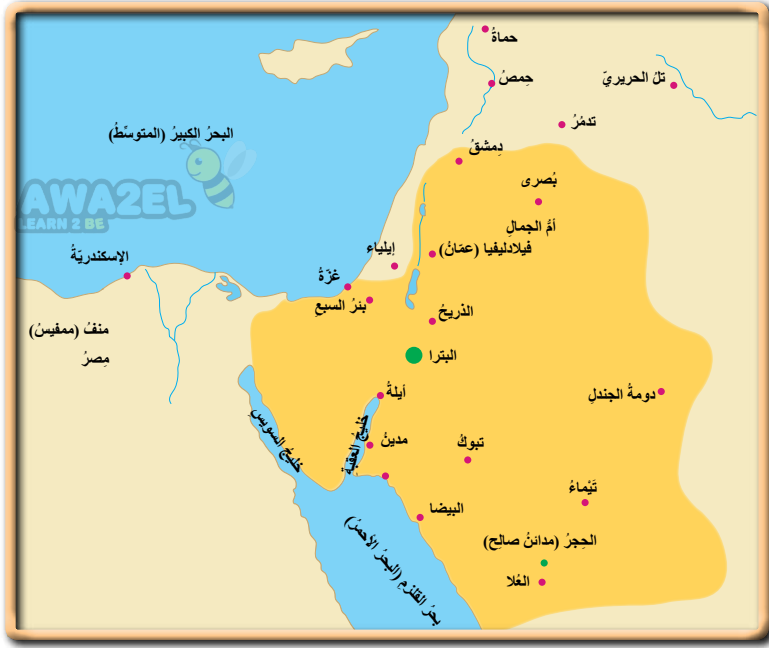 حماةُ
حِمصُ
تلُ الحريريّ
تدمُرُ
البحرُ الكبيرُ (المتوسِّطُ)
دِمشقُ
AWA2EL
LEARN 2 BE
بُصرى
أمُّ الجمالِ
إيلياء
فيلادلفيا (عمّانُ)
الإسكندريّةُ
غزّةُ
بئرُ السبعِ
الذريحُ
منفُ (ممفيسُ)
مِصرُ
البترا
أيلةُ
دومةُ الجندلِ
خليجُ السويسِ
خليجُ العقبةِ
مدينُ
تبوكُ
تَيْماءُ
البيضا
بحرُ القلزمِ (البحرُ الأحمرُ)
الحِجرُ (مدائنُ صالحٍ)
العُلا